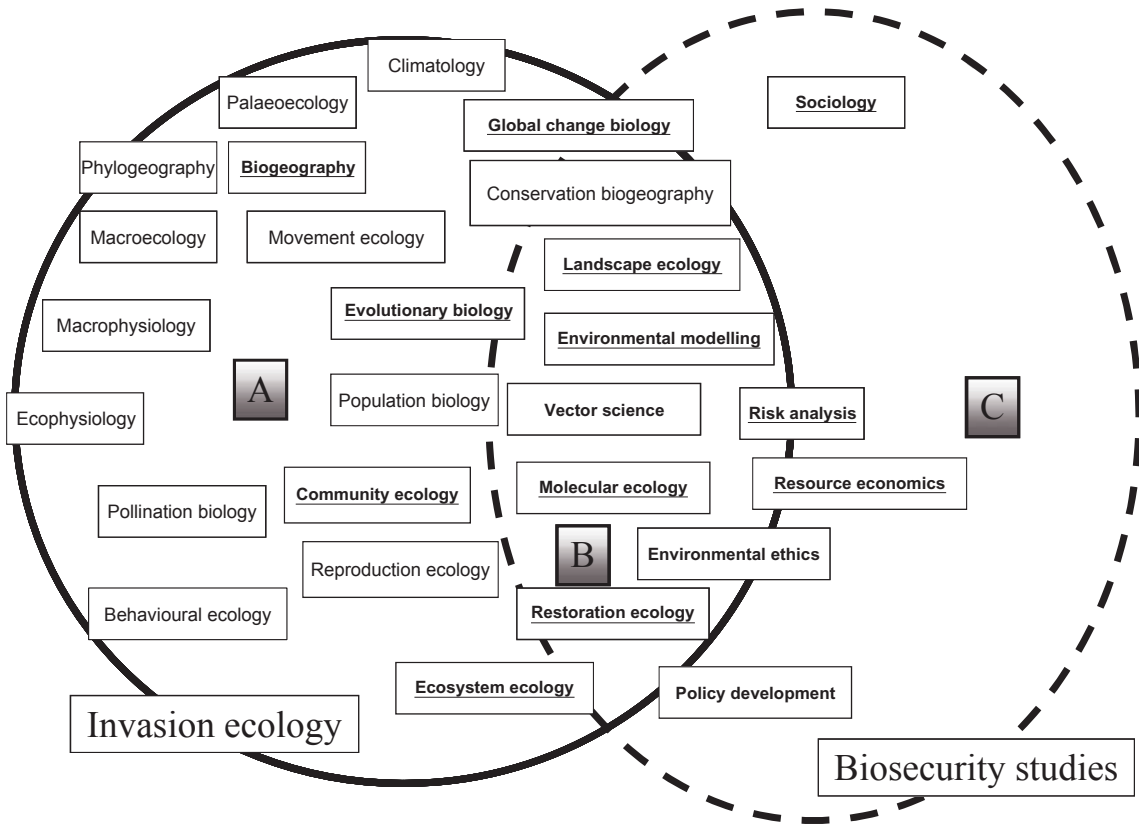 Climatology
Sociology
Palaeoecology
Global change biology
Phylogeography
Biogeography
Conservation biogeography
Macroecology
Movement ecology
Landscape ecology
Evolutionary biology
Macrophysiology
Environmental modelling
A
Population biology
Vector science
Risk analysis
C
Ecophysiology
Community ecology
Molecular ecology
Resource economics
Pollination biology
B
Environmental ethics
Reproduction ecology
Behavioural ecology
Restoration ecology
Ecosystem ecology
Policy development
Invasion ecology
Biosecurity studies